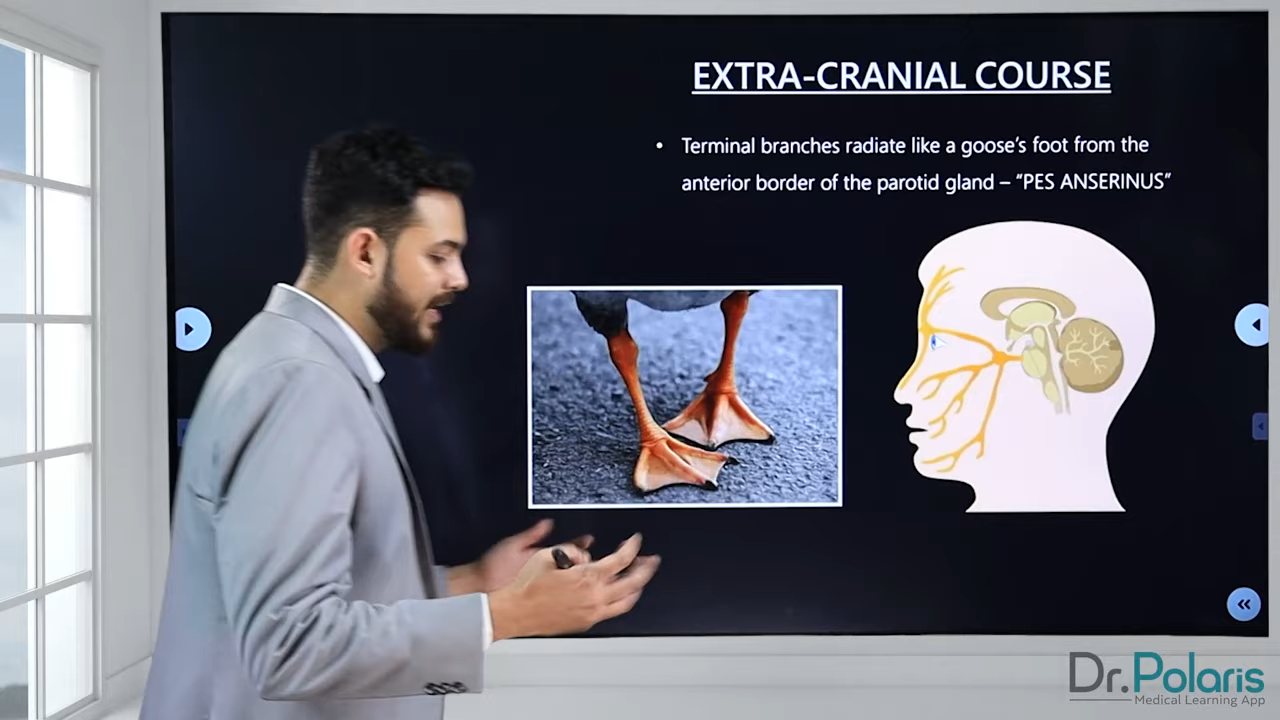 EXTRA-CRANIAL COURSE
• Terminal branches radiate like a goose's foot from the
anterior border of the parotid gland – “PES ANSERINUS”
Dr.Polaris
Medical Learning App